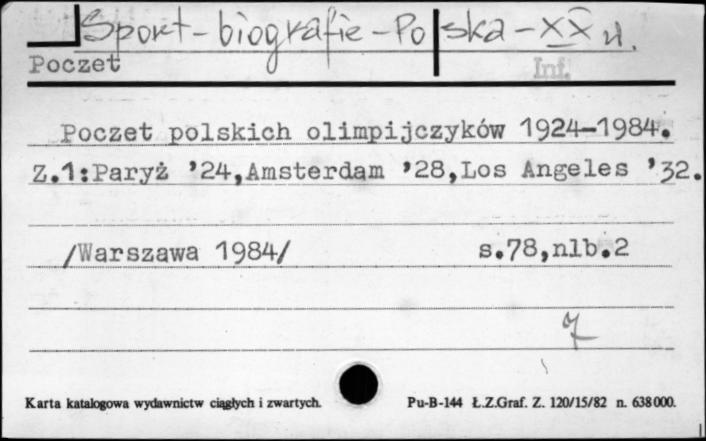 Sport - biografie - Polska - XX w.
Poczet
Inf.
Poczet polskich olimpijczyków 1924-1984.
Z.1:Paryż '24,Amsterdam '28,Los Angeles '32.
/Warszawa 1984/ s.78,nlb.2
Karta katalogowa wydawnictw ciągłych i zwartych. Pu-B-144 Ł.Z.Graf. Z. 120/15/82 n. 638000.